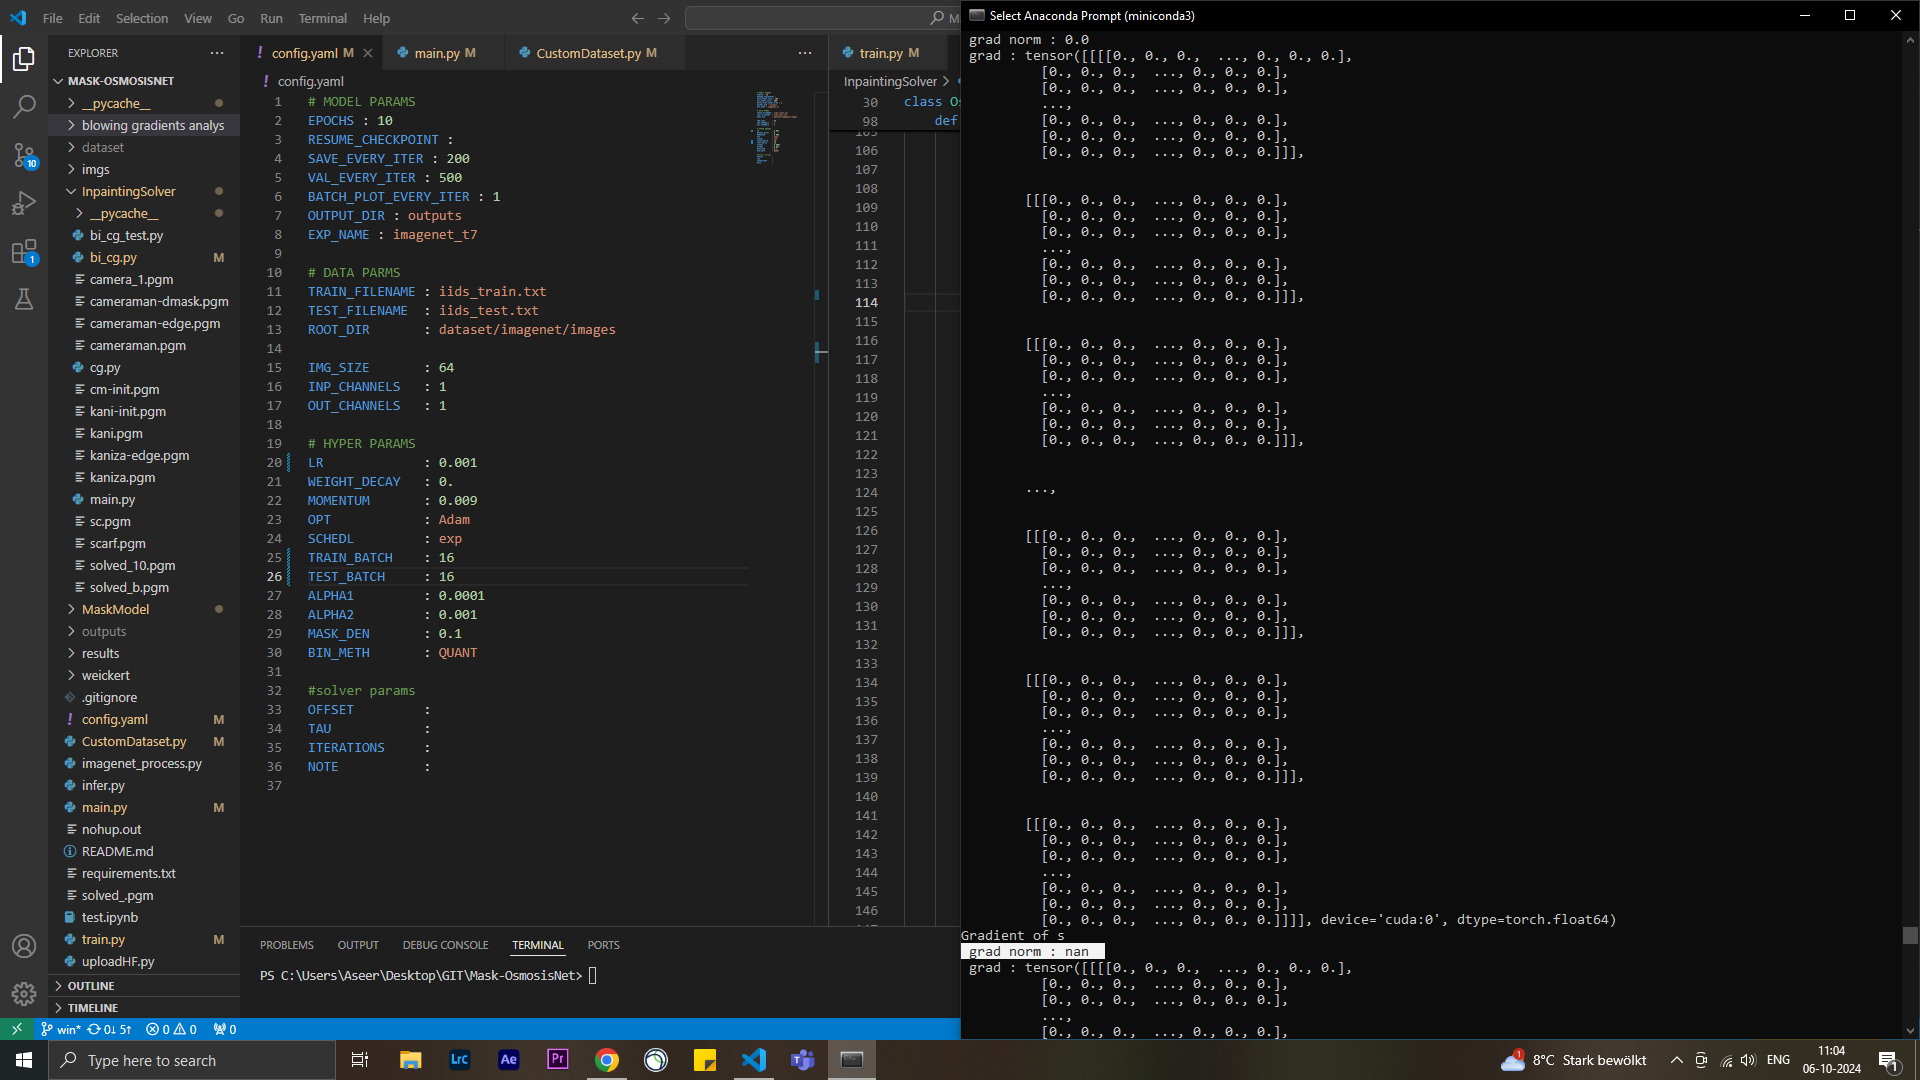 File Edit Selection View Go Run Terminal Help
EXPLORER
MASK-OSMOSISNET
__pycache__
blowing gradients analys
dataset
imgs
InpaintingSolver
__pycache__
bi_cg_test.py
bi_cg.py M
camera_1.pgm
cameraman-dmask.pgm
cameraman-edge.pgm
cameraman.pgm
cg.py
cm-init.pgm
kani-init.pgm
kani.pgm
kaniza-edge.pgm
kaniza.pgm
main.py
sc.pgm
scarf.pgm
solved_10.pgm
solved_b.pgm
MaskModel
outputs
results
weickert
.gitignore
config.yaml M
CustomDataset.py M
imagenet_process.py
infer.py
main.py M
nohup.out
README.md
requirements.txt
solved_.pgm
test.ipynb
train.py M
uploadHF.py
OUTLINE
TIMELINE
10
1
config.yaml M
main.py M
CustomDataset.py M
config.yaml
1 # MODEL PARAMS
2 EPOCHS : 10
3 RESUME_CHECKPOINT :
4 SAVE_EVERY_ITER : 200
5 VAL_EVERY_ITER : 500
6 BATCH_PLOT_EVERY_ITER : 1
7 OUTPUT_DIR : outputs
8 EXP_NAME : imagenet_t7
9
10 # DATA PARMS
11 TRAIN_FILENAME : iids_train.txt
12 TEST_FILENAME : iids_test.txt
13 ROOT_DIR : dataset/imagenet/images
14
15 IMG_SIZE : 64
16 INP_CHANNELS : 1
17 OUT_CHANNELS : 1
18
19 # HYPER PARAMS
20 LR : 0.001
21 WEIGHT_DECAY : 0.
22 MOMENTUM : 0.009
23 OPT : Adam
24 SCHEDL : exp
25 TRAIN_BATCH : 16
26 TEST_BATCH : 16
27 ALPHA1 : 0.0001
28 ALPHA2 : 0.001
29 MASK_DEN : 0.1
30 BIN_METH : QUANT
31
32 #solver params
33 OFFSET :
34 TAU :
35 ITERATIONS :
36 NOTE :
37
PROBLEMS OUTPUT DEBUG CONSOLE TERMINAL PORTS
PS C:\Users\Aseer\Desktop\GIT\Mask-OsmosisNet>
train.py M
InpaintingSolver
30 class Os
98 def
106
107
108
109
110
111
112
113
114
115
116
117
118
119
120
121
122
123
124
125
126
127
128
129
130
131
132
133
134
135
136
137
138
139
140
141
142
143
144
145
146
Select Anaconda Prompt (miniconda3)
grad norm : 0.0
grad : tensor([[[[0., 0., 0., ..., 0., 0., 0.],
[0., 0., 0., ..., 0., 0., 0.],
[0., 0., 0., ..., 0., 0., 0.],
...,
[0., 0., 0., ..., 0., 0., 0.],
[0., 0., 0., ..., 0., 0., 0.],
[0., 0., 0., ..., 0., 0., 0.]]],
[[[0., 0., 0., ..., 0., 0., 0.],
[0., 0., 0., ..., 0., 0., 0.],
[0., 0., 0., ..., 0., 0., 0.],
...,
[0., 0., 0., ..., 0., 0., 0.],
[0., 0., 0., ..., 0., 0., 0.],
[0., 0., 0., ..., 0., 0., 0.]]],
[[[0., 0., 0., ..., 0., 0., 0.],
[0., 0., 0., ..., 0., 0., 0.],
[0., 0., 0., ..., 0., 0., 0.],
...,
[0., 0., 0., ..., 0., 0., 0.],
[0., 0., 0., ..., 0., 0., 0.],
[0., 0., 0., ..., 0., 0., 0.]]],
...,
[[[0., 0., 0., ..., 0., 0., 0.],
[0., 0., 0., ..., 0., 0., 0.],
[0., 0., 0., ..., 0., 0., 0.],
...,
[0., 0., 0., ..., 0., 0., 0.],
[0., 0., 0., ..., 0., 0., 0.],
[0., 0., 0., ..., 0., 0., 0.]]],
[[[0., 0., 0., ..., 0., 0., 0.],
[0., 0., 0., ..., 0., 0., 0.],
[0., 0., 0., ..., 0., 0., 0.],
...,
[0., 0., 0., ..., 0., 0., 0.],
[0., 0., 0., ..., 0., 0., 0.],
[0., 0., 0., ..., 0., 0., 0.]]],
[[[0., 0., 0., ..., 0., 0., 0.],
[0., 0., 0., ..., 0., 0., 0.],
[0., 0., 0., ..., 0., 0., 0.],
...,
[0., 0., 0., ..., 0., 0., 0.],
[0., 0., 0., ..., 0., 0., 0.],
[0., 0., 0., ..., 0., 0., 0.]]]], device='cuda:0', dtype=torch.float64)
Gradient of s
grad norm : nan
grad : tensor([[[[0., 0., 0., ..., 0., 0., 0.],
[0., 0., 0., ..., 0., 0., 0.],
[0., 0., 0., ..., 0., 0., 0.],
...,
[0., 0., 0., ..., 0., 0., 0.],
win* 0↓ 5↑ 0 0 0
Type here to search
Lrc Ae Pr
1 8°C Stark bewölkt ENG 11:04 06-10-2024 1